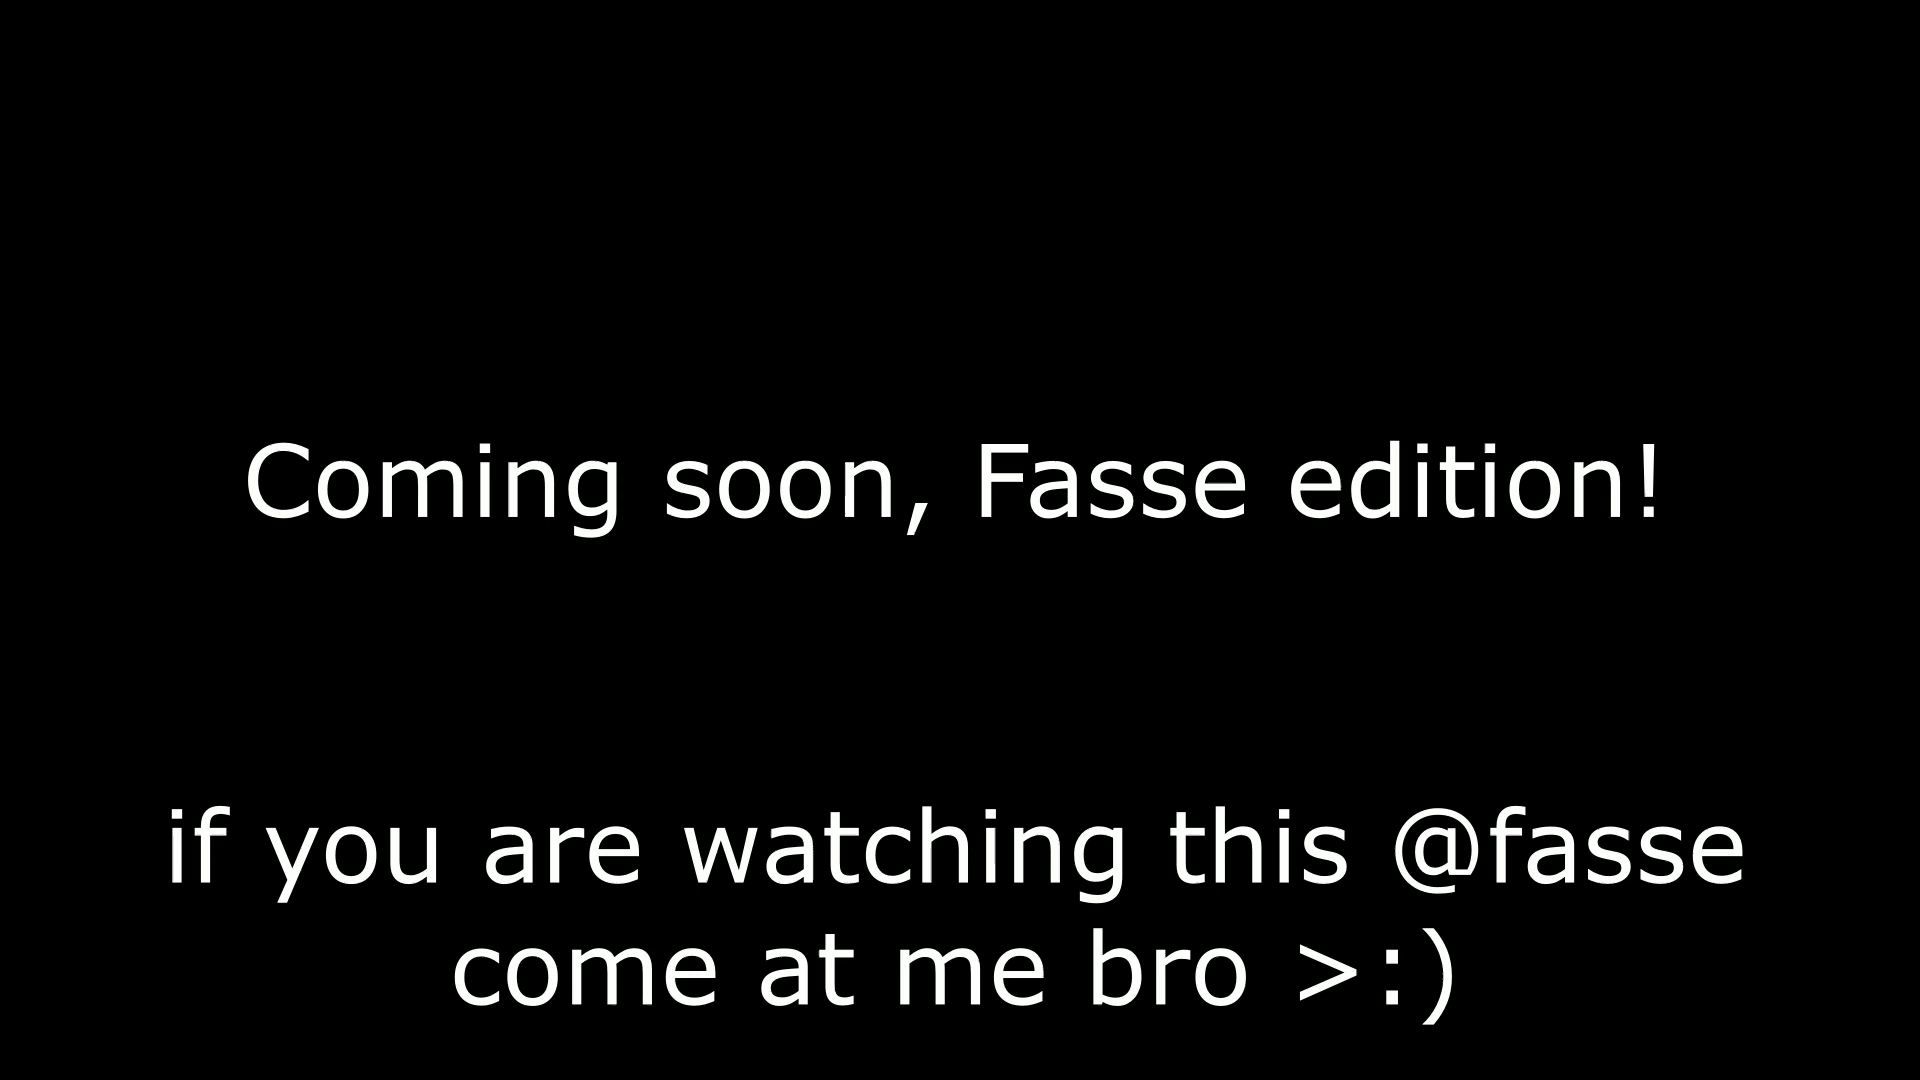 Coming soon, Fasse edition!
if you are watching this @fasse
come at me bro >:)